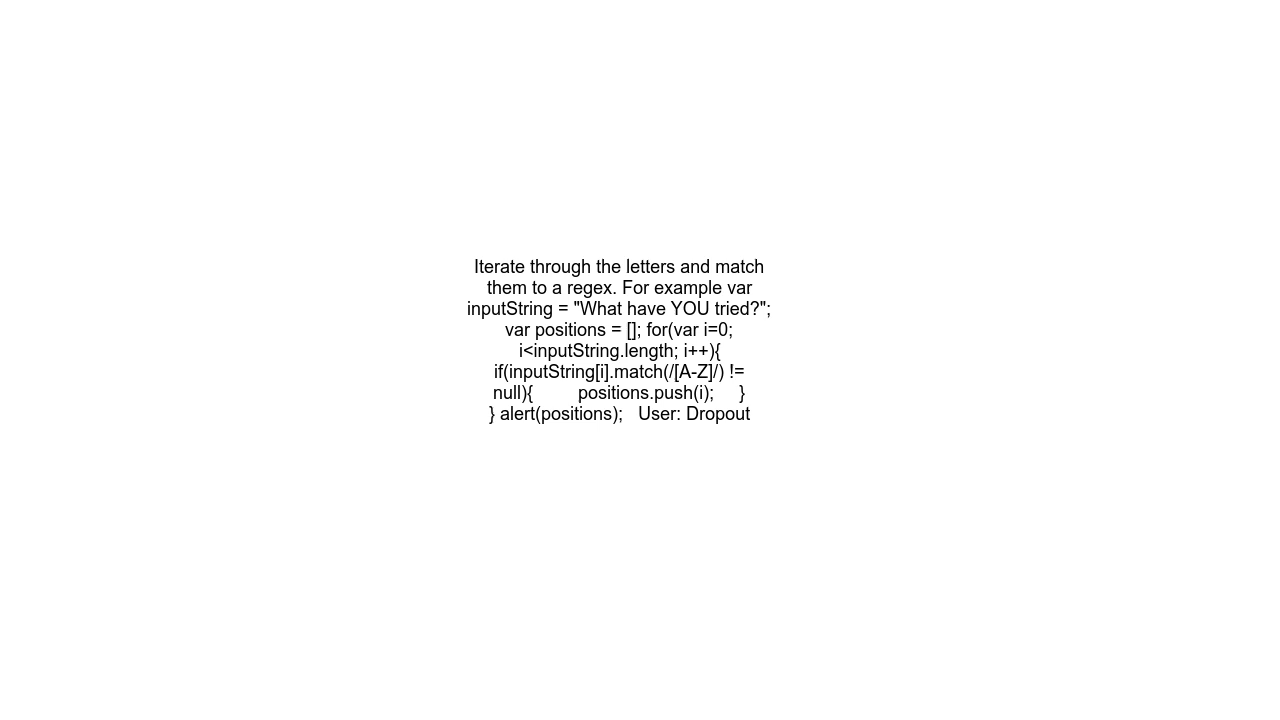 Iterate through the letters and match
them to a regex. For example var
inputString = "What have YOU tried?";
var positions = []; for(var i=0;
i<inputString.length; i++){
if(inputString[i].match(/[A-Z]/) !=
null){         positions.push(i);     }
} alert(positions);   User: Dropout